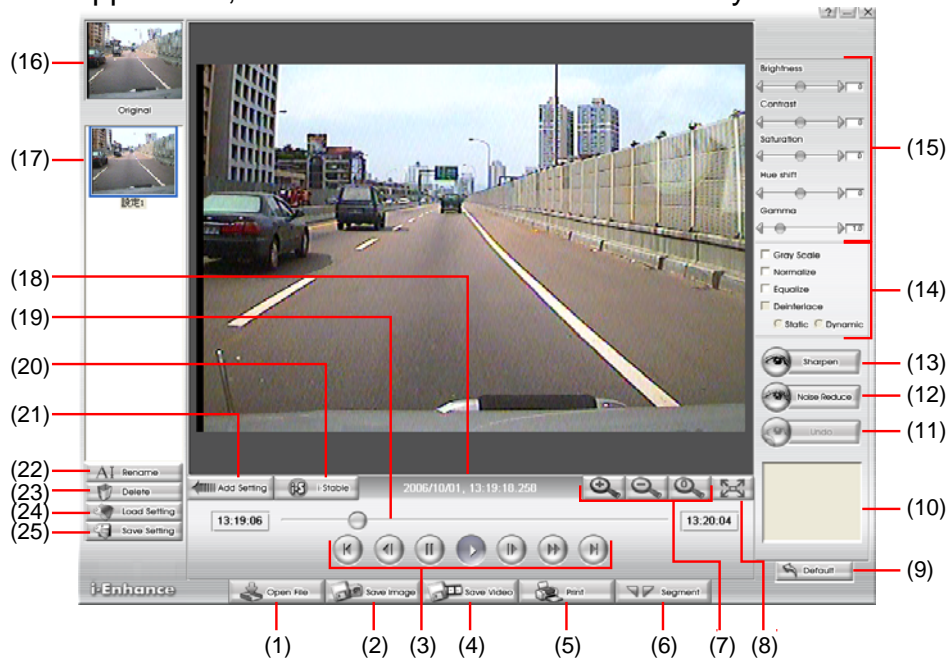 ? — X
(16)
Original
(17)
設定1
Brightness
0
Contrast
0
Saturation
0
Hue shift
0
Gamma
1.0
(15)
Gray Scale
Normalize
Equalize
Deinterlace
Static Dynamic
(14)
(18)
(19)
(20)
(21)
Sharpen
(13)
Noise Reduce
(12)
Undo
(11)
(22)
AI Rename
(23)
Delete
(24)
Load Setting
(25)
Save Setting
Add Setting
i-Stable
2006/10/01, 13:19:18.258
(10)
13:19:06
13:20:04
Default
(9)
i-Enhance
Open File
Save Image
Save Video
Print
Segment
(1)
(2)
(3)
(4)
(5)
(6)
(7)
(8)